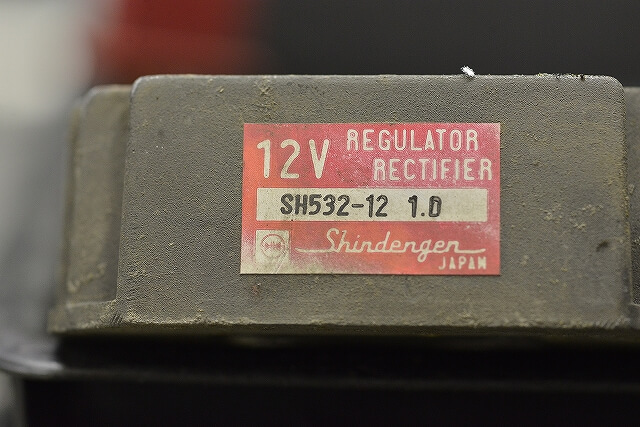 12V REGULATOR
RECTIFIER
SH532-12 1.D
Shindengen
JAPAN